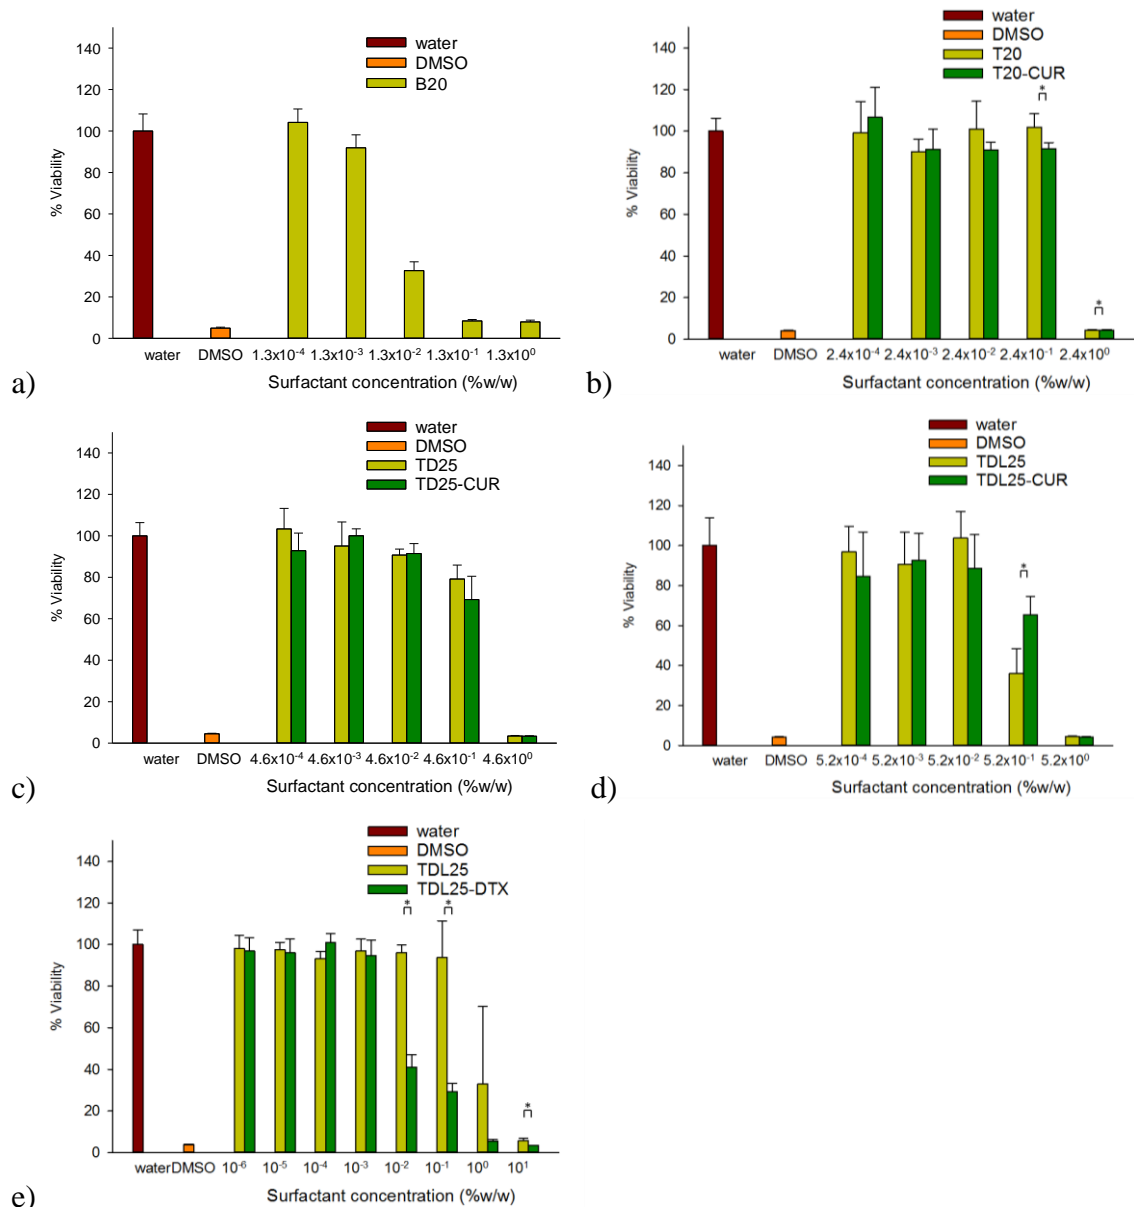 water
DMSO
B20
% Viability
140
120
100
80
60
40
20
0
water DMSO 1.3x10⁻⁴ 1.3x10⁻³ 1.3x10⁻² 1.3x10⁻¹ 1.3x10⁰
Surfactant concentration (%w/w)
a)
water
DMSO
T20
T20-CUR
% Viability
140
120
100
80
60
40
20
0
*
*
water DMSO 2.4x10⁻⁴ 2.4x10⁻³ 2.4x10⁻² 2.4x10⁻¹ 2.4x10⁰
Surfactant concentration (%w/w)
b)
water
DMSO
TD25
TD25-CUR
% Viability
140
120
100
80
60
40
20
0
water DMSO 4.6x10⁻⁴ 4.6x10⁻³ 4.6x10⁻² 4.6x10⁻¹ 4.6x10⁰
Surfactant concentration (%w/w)
c)
water
DMSO
TDL25
TDL25-CUR
% Viability
140
120
100
80
60
40
20
0
*
water DMSO 5.2x10⁻⁴ 5.2x10⁻³ 5.2x10⁻² 5.2x10⁻¹ 5.2x10⁰
Surfactant concentration (%w/w)
d)
water
DMSO
TDL25
TDL25-DTX
% Viability
140
120
100
80
60
40
20
0
* *
*
water DMSO 10⁻⁶ 10⁻⁵ 10⁻⁴ 10⁻³ 10⁻² 10⁻¹ 10⁰ 10¹
Surfactant concentration (%w/w)
e)